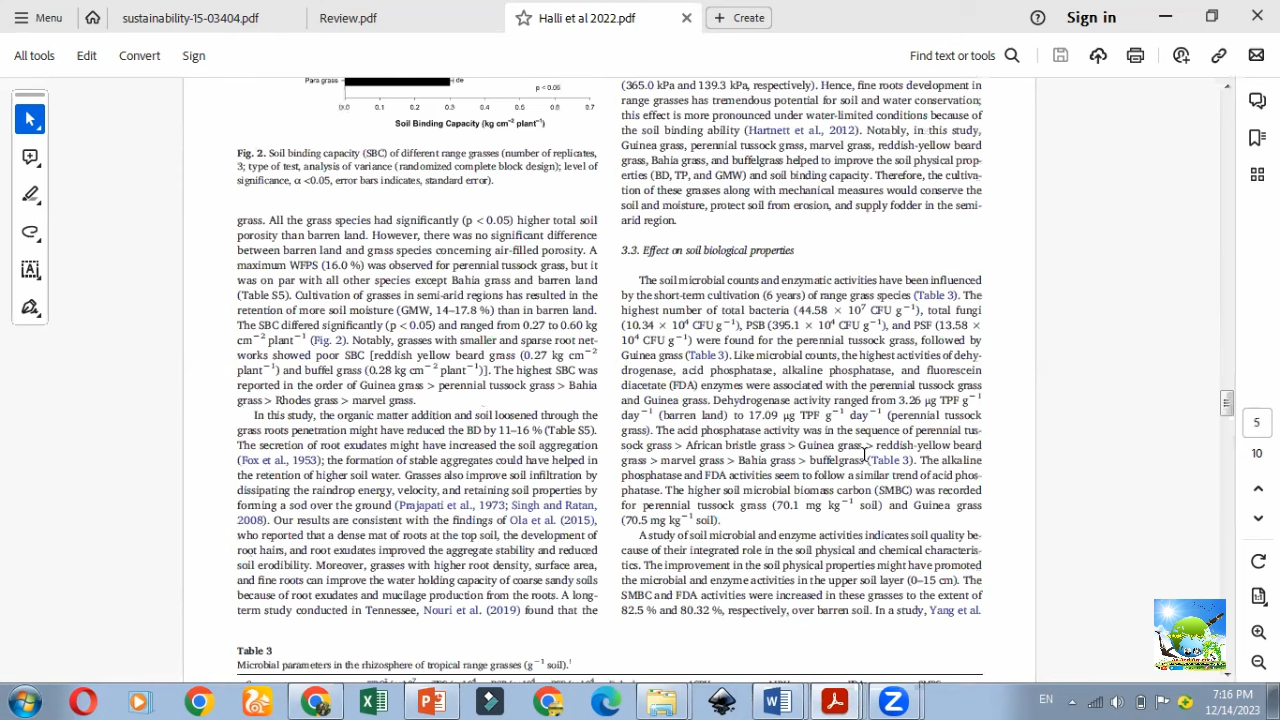 Menu
sustainability-15-03404.pdf
Review.pdf
Halli et al 2022.pdf
Create
Sign in
All tools
Edit
Convert
Sign
Find text or tools
Para grass
de
p < 0.05
0.0 0.1 0.2 0.3 0.4 0.5 0.6 0.7
Soil Binding Capacity (kg cm⁻² plant⁻¹)
Fig. 2. Soil binding capacity (SBC) of different range grasses (number of replicates,
3; type of test, analysis of variance (randomized complete block design); level of
significance, α <0.05, error bars indicates, standard error).
grass. All the grass species had significantly (p < 0.05) higher total soil
porosity than barren land. However, there was no significant difference
between barren land and grass species concerning air-filled porosity. A
maximum WFPS (16.0 %) was observed for perennial tussock grass, but it
was on par with all other species except Bahia grass and barren land
(Table S5). Cultivation of grasses in semi-arid regions has resulted in the
retention of more soil moisture (GMW, 14–17.8 %) than in barren land.
The SBC differed significantly (p < 0.05) and ranged from 0.27 to 0.60 kg
cm⁻² plant⁻¹ (Fig. 2). Notably, grasses with smaller and sparse root net-
works showed poor SBC [reddish yellow beard grass (0.27 kg cm⁻²
plant⁻¹) and buffel grass (0.28 kg cm⁻² plant⁻¹)]. The highest SBC was
reported in the order of Guinea grass > perennial tussock grass > Bahia
grass > Rhodes grass > marvel grass.
In this study, the organic matter addition and soil loosened through the
grass roots penetration might have reduced the BD by 11–16 % (Table S5).
The secretion of root exudates might have increased the soil aggregation
(Fox et al., 1953); the formation of stable aggregates could have helped in
the retention of higher soil water. Grasses also improve soil infiltration by
dissipating the raindrop energy, velocity, and retaining soil properties by
forming a sod over the ground (Prajapati et al., 1973; Singh and Ratan,
2008). Our results are consistent with the findings of Ola et al. (2015),
who reported that a dense mat of roots at the top soil, the development of
root hairs, and root exudates improved the aggregate stability and reduced
soil erodibility. Moreover, grasses with higher root density, surface area,
and fine roots can improve the water holding capacity of coarse sandy soils
because of root exudates and mucilage production from the roots. A long-
term study conducted in Tennessee, Nouri et al. (2019) found that the
(365.0 kPa and 139.3 kPa, respectively). Hence, fine roots development in
range grasses has tremendous potential for soil and water conservation;
this effect is more pronounced under water-limited conditions because of
the soil binding ability (Hartnett et al., 2012). Notably, in this study,
Guinea grass, perennial tussock grass, marvel grass, reddish-yellow beard
grass, Bahia grass, and buffelgrass helped to improve the soil physical prop-
erties (BD, TP, and GMW) and soil binding capacity. Therefore, the cultiva-
tion of these grasses along with mechanical measures would conserve the
soil and moisture, protect soil from erosion, and supply fodder in the semi-
arid region.
3.3. Effect on soil biological properties
The soil microbial counts and enzymatic activities have been influenced
by the short-term cultivation (6 years) of range grass species (Table 3). The
highest number of total bacteria (44.58 × 10⁷ CFU g⁻¹), total fungi
(10.34 × 10⁴ CFU g⁻¹), PSB (395.1 × 10⁴ CFU g⁻¹), and PSF (13.58 ×
10⁴ CFU g⁻¹) were found for the perennial tussock grass, followed by
Guinea grass (Table 3). Like microbial counts, the highest activities of dehy-
drogenase, acid phosphatase, alkaline phosphatase, and fluorescein
diacetate (FDA) enzymes were associated with the perennial tussock grass
and Guinea grass. Dehydrogenase activity ranged from 3.26 μg TPF g⁻¹
day⁻¹ (barren land) to 17.09 μg TPF g⁻¹ day⁻¹ (perennial tussock
grass). The acid phosphatase activity was in the sequence of perennial tus-
sock grass > African bristle grass > Guinea grass > reddish-yellow beard
grass > marvel grass > Bahia grass > buffelgrass (Table 3). The alkaline
phosphatase and FDA activities seem to follow a similar trend of acid phos-
phatase. The higher soil microbial biomass carbon (SMBC) was recorded
for perennial tussock grass (70.1 mg kg⁻¹ soil) and Guinea grass
(70.5 mg kg⁻¹ soil).
A study of soil microbial and enzyme activities indicates soil quality be-
cause of their integrated role in the soil physical and chemical characteris-
tics. The improvement in the soil physical properties might have promoted
the microbial and enzyme activities in the upper soil layer (0–15 cm). The
SMBC and FDA activities were increased in these grasses to the extent of
82.5 % and 80.32 %, respectively, over barren soil. In a study, Yang et al.
Table 3
Microbial parameters in the rhizosphere of tropical range grasses (g⁻¹ soil).
5
10
EN
7:16 PM
12/14/2023